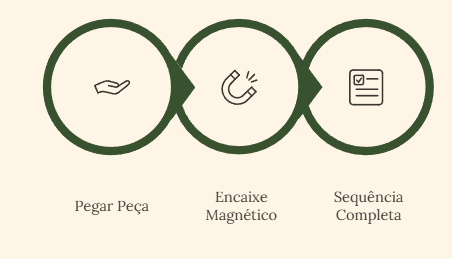 Pegar Peça
Encaixe
Magnético
Sequência
Completa